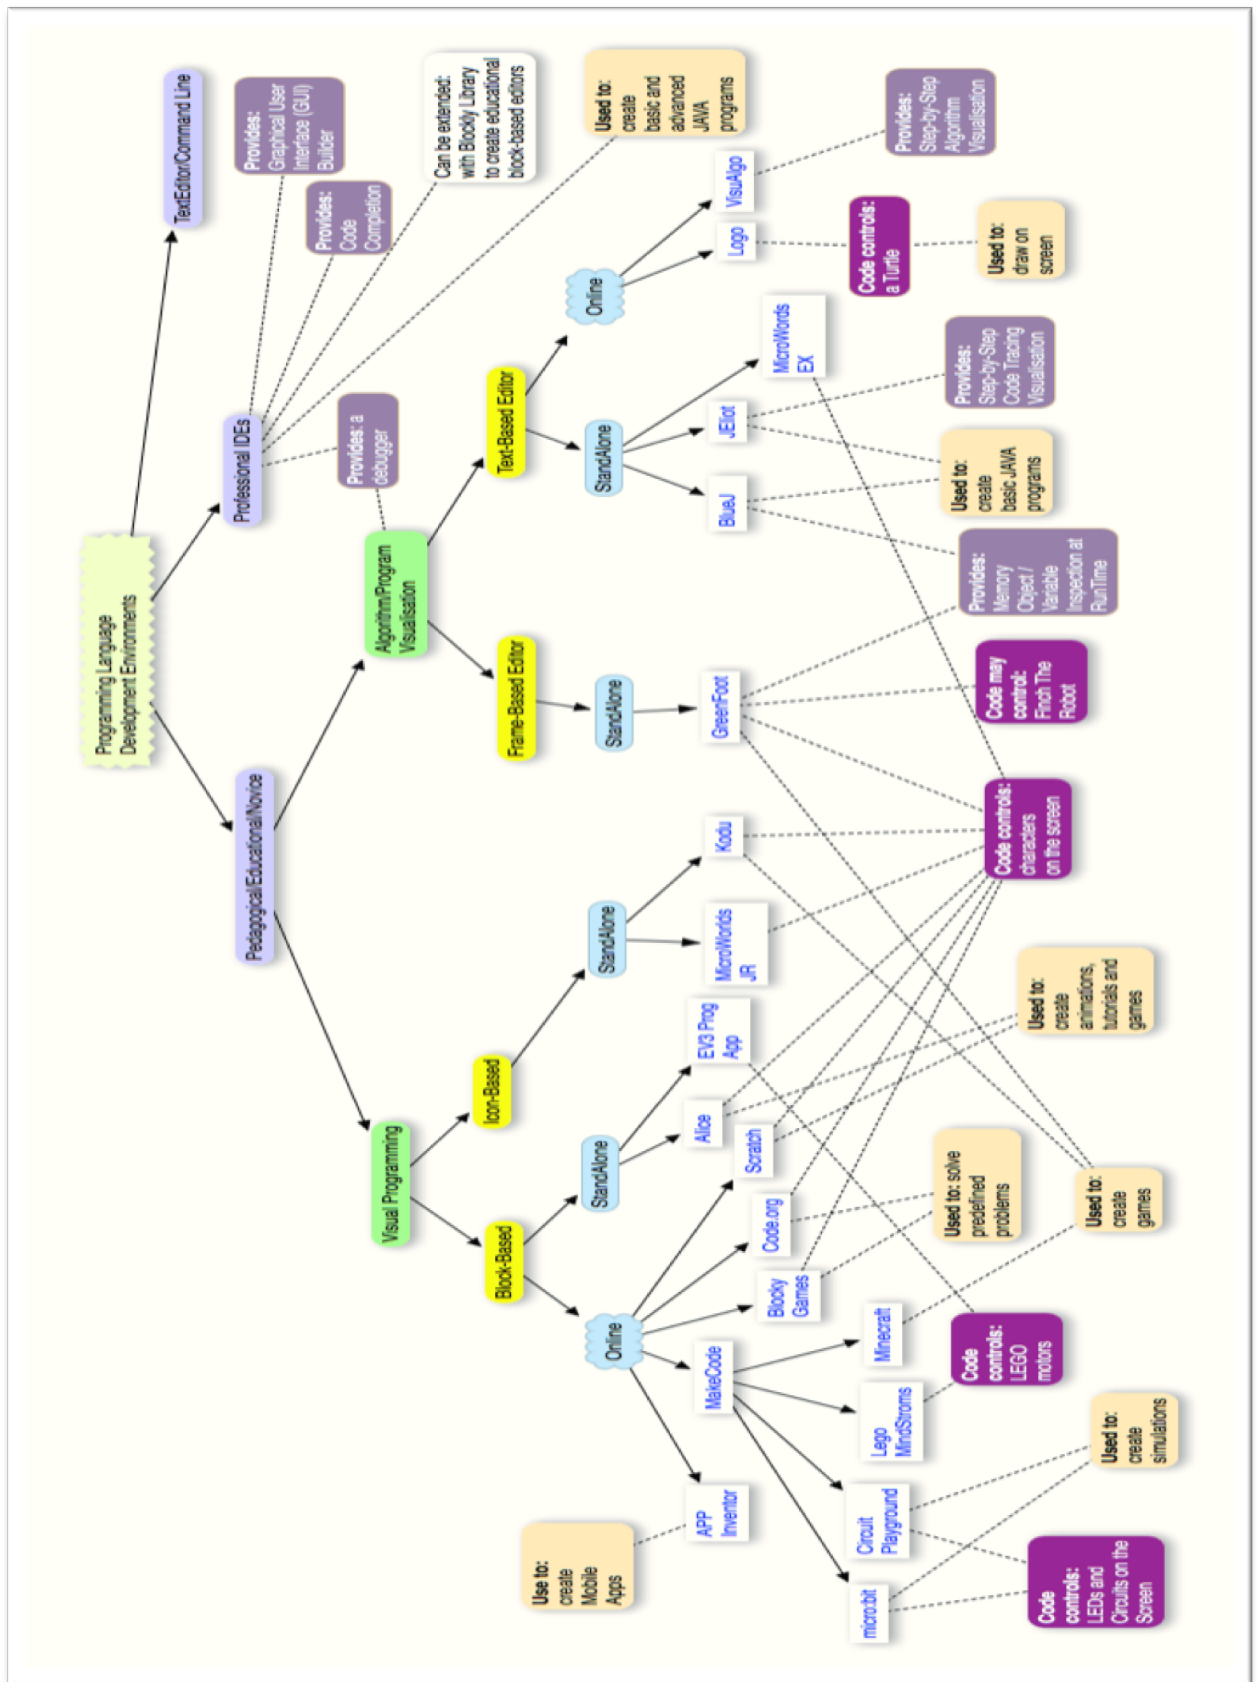 Programming Language
Development Environments
Pedagogical/Educational/Novice
Professional IDEs
TextEditor/Command Line
Provides:
Graphical User
Interface (GUI)
Builder
Provides:
Code
Completion
Can be extended:
with Blockly Library
to create educational
block-based editors
Used to:
create
basic and
advanced
JAVA
programs
Provides: a
debugger
Visual Programming
Algorithm/Program
Visualisation
Block-Based
Icon-Based
Frame-Based Editor
Text-Based Editor
Online
StandAlone
StandAlone
StandAlone
StandAlone
Online
Use to:
create
Mobile
Apps
APP
Inventor
MakeCode
Blocky
Games
Code.org
Scratch
Alice
EV3 Prog
App
MicroWorlds
JR
Kodu
GreenFoot
BlueJ
JEliot
MicroWords
EX
Logo
VisuAlgo
micro:bit
Circuit
Playground
Lego
MindStroms
Minecraft
Code controls:
a Turtle
Provides:
Step-by-Step
Algorithm
Visualisation
Code
controls:
LEDs and
Circuits on the
Screen
Used to:
create
simulations
Code
controls:
LEGO
motors
Used to: solve
predefined
problems
Used to:
create
games
Used to:
create
animations,
tutorials and
games
Code controls:
characters
on the screen
Code may
control:
Finch The
Robot
Provides:
Memory
Object /
Variable
Inspection at
RunTime
Used to:
create
basic JAVA
programs
Provides:
Step-by-Step
Code Tracing
Visualisation
Used to:
draw on
screen